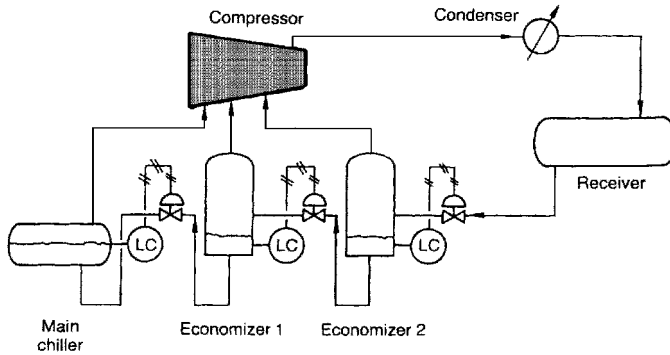 Compressor
Condenser
Receiver
LC
LC
LC
Main
chiller
Economizer 1
Economizer 2